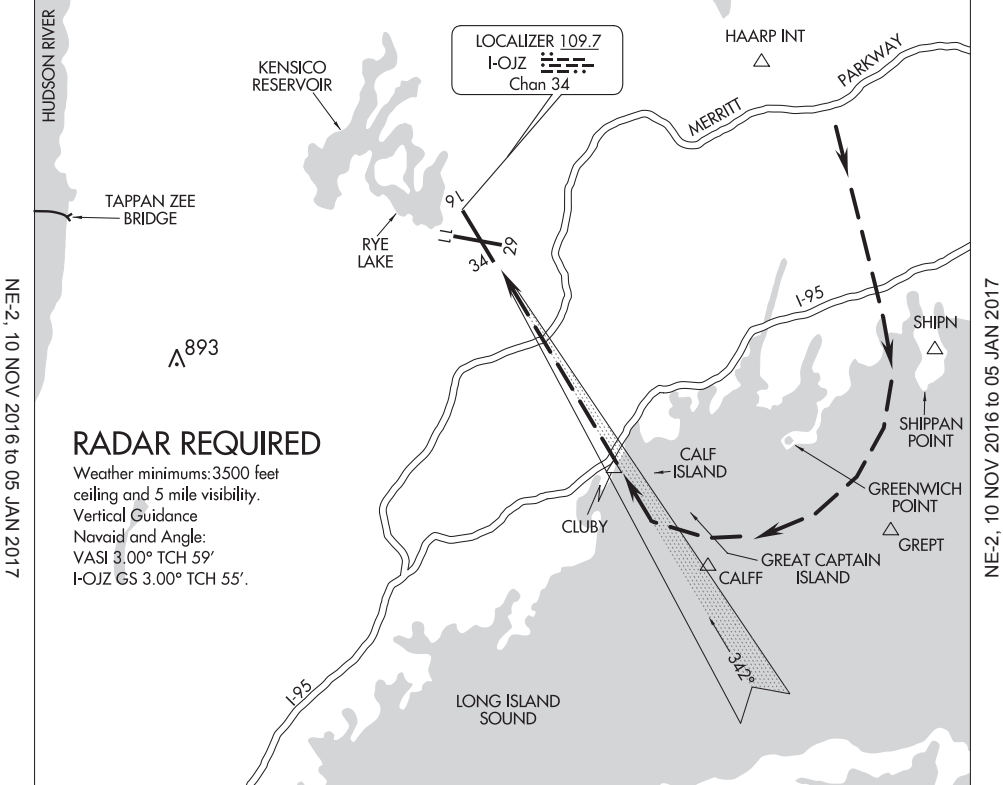 HUDSON RIVER
LOCALIZER 109.7
I-OJZ
Chan 34
HAARP INT
PARKWAY
MERRITT
KENSICO
RESERVOIR
TAPPAN ZEE
BRIDGE
RYE
LAKE
16
11
29
34
I-95
SHIPN
893
SHIPPAN
POINT
RADAR REQUIRED
Weather minimums: 3500 feet
ceiling and 5 mile visibility.
Vertical Guidance
Navaid and Angle:
VASI 3.00° TCH 59'
I-OJZ GS 3.00° TCH 55'.
CALF
ISLAND
GREENWICH
POINT
CLUBY
GREPT
GREAT CAPTAIN
ISLAND
CALFF
342°
I-95
LONG ISLAND
SOUND
NE-2, 10 NOV 2016 to 05 JAN 2017
NE-2, 10 NOV 2016 to 05 JAN 2017